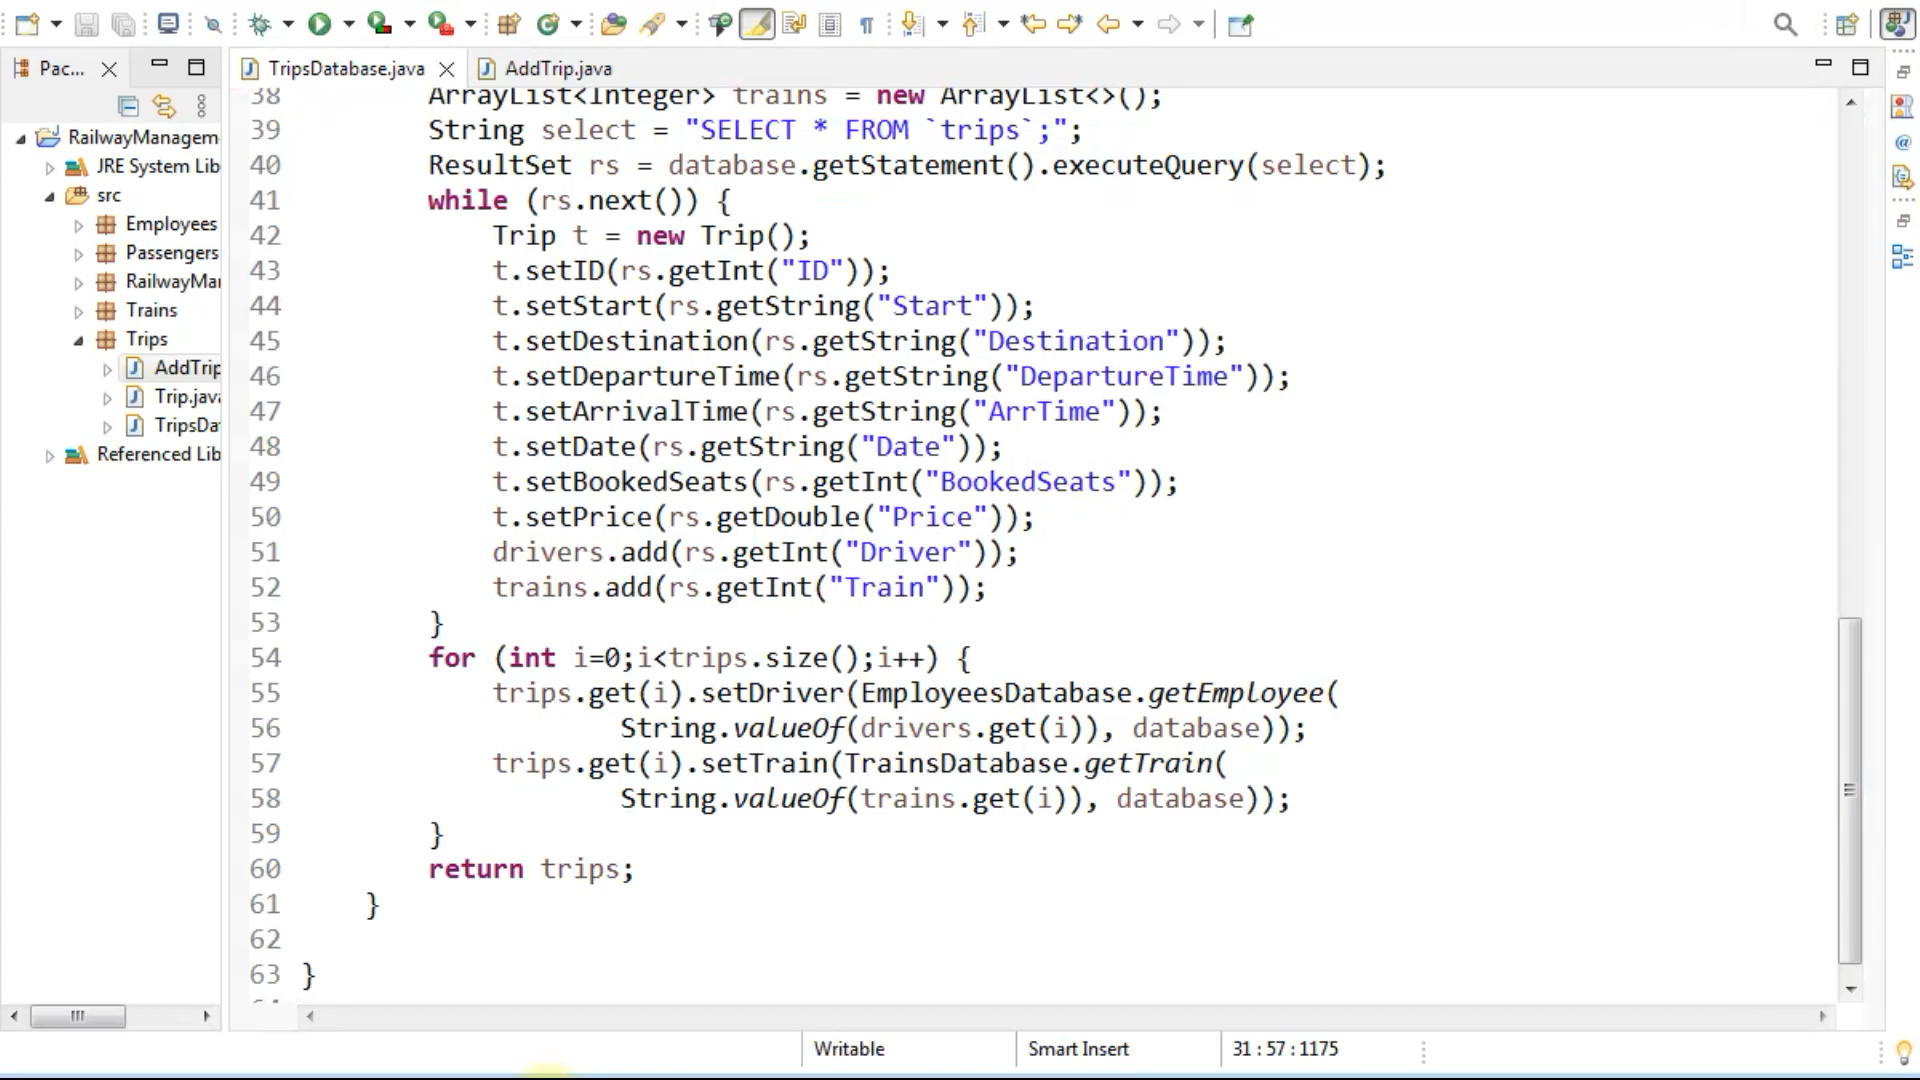 Pac...
TripsDatabase.java
AddTrip.java
RailwayManagem
JRE System Lib
src
Employees
Passengers
RailwayMar
Trains
Trips
AddTrip
Trip.java
TripsDa
Referenced Lib
38 ArrayList<Integer> trains = new ArrayList<>();
39 String select = "SELECT * FROM `trips`;";
40 ResultSet rs = database.getStatement().executeQuery(select);
41 while (rs.next()) {
42 Trip t = new Trip();
43 t.setID(rs.getInt("ID"));
44 t.setStart(rs.getString("Start"));
45 t.setDestination(rs.getString("Destination"));
46 t.setDepartureTime(rs.getString("DepartureTime"));
47 t.setArrivalTime(rs.getString("ArrTime"));
48 t.setDate(rs.getString("Date"));
49 t.setBookedSeats(rs.getInt("BookedSeats"));
50 t.setPrice(rs.getDouble("Price"));
51 drivers.add(rs.getInt("Driver"));
52 trains.add(rs.getInt("Train"));
53 }
54 for (int i=0;i<trips.size();i++) {
55 trips.get(i).setDriver(EmployeesDatabase.getEmployee(
56 String.valueOf(drivers.get(i)), database));
57 trips.get(i).setTrain(TrainsDatabase.getTrain(
58 String.valueOf(trains.get(i)), database));
59 }
60 return trips;
61 }
62
63 }
Writable
Smart Insert
31 : 57 : 1175